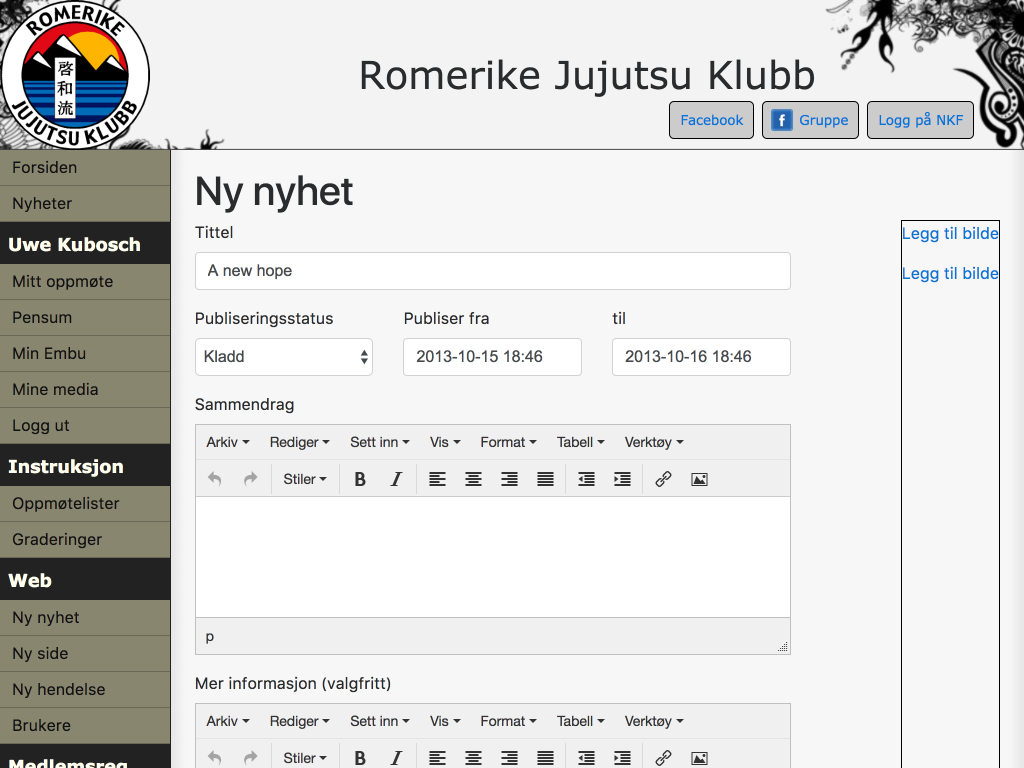 ROMERIKE
啓和流
JUJUTSU KLUBB
Romerike Jujutsu Klubb
Facebook
f Gruppe
Logg på NKF
Forsiden
Nyheter
Uwe Kubosch
Mitt oppmøte
Pensum
Min Embu
Mine media
Logg ut
Instruksjon
Oppmøtelister
Graderinger
Web
Ny nyhet
Ny side
Ny hendelse
Brukere
Medlemsreg
Ny nyhet
Tittel
A new hope
Publiseringsstatus Publiser fra til
Kladd 2013-10-15 18:46 2013-10-16 18:46
Sammendrag
Arkiv Rediger Sett inn Vis Format Tabell Verktøy
Stiler B I
p
Mer informasjon (valgfritt)
Arkiv Rediger Sett inn Vis Format Tabell Verktøy
Stiler B I
Legg til bilde
Legg til bilde